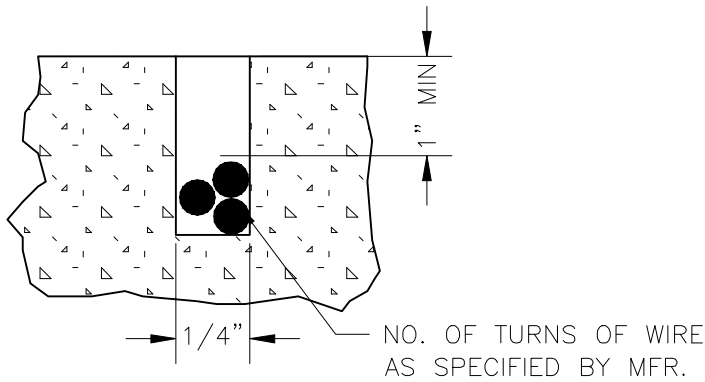 1” MIN
1/4”
NO. OF TURNS OF WIRE
AS SPECIFIED BY MFR.